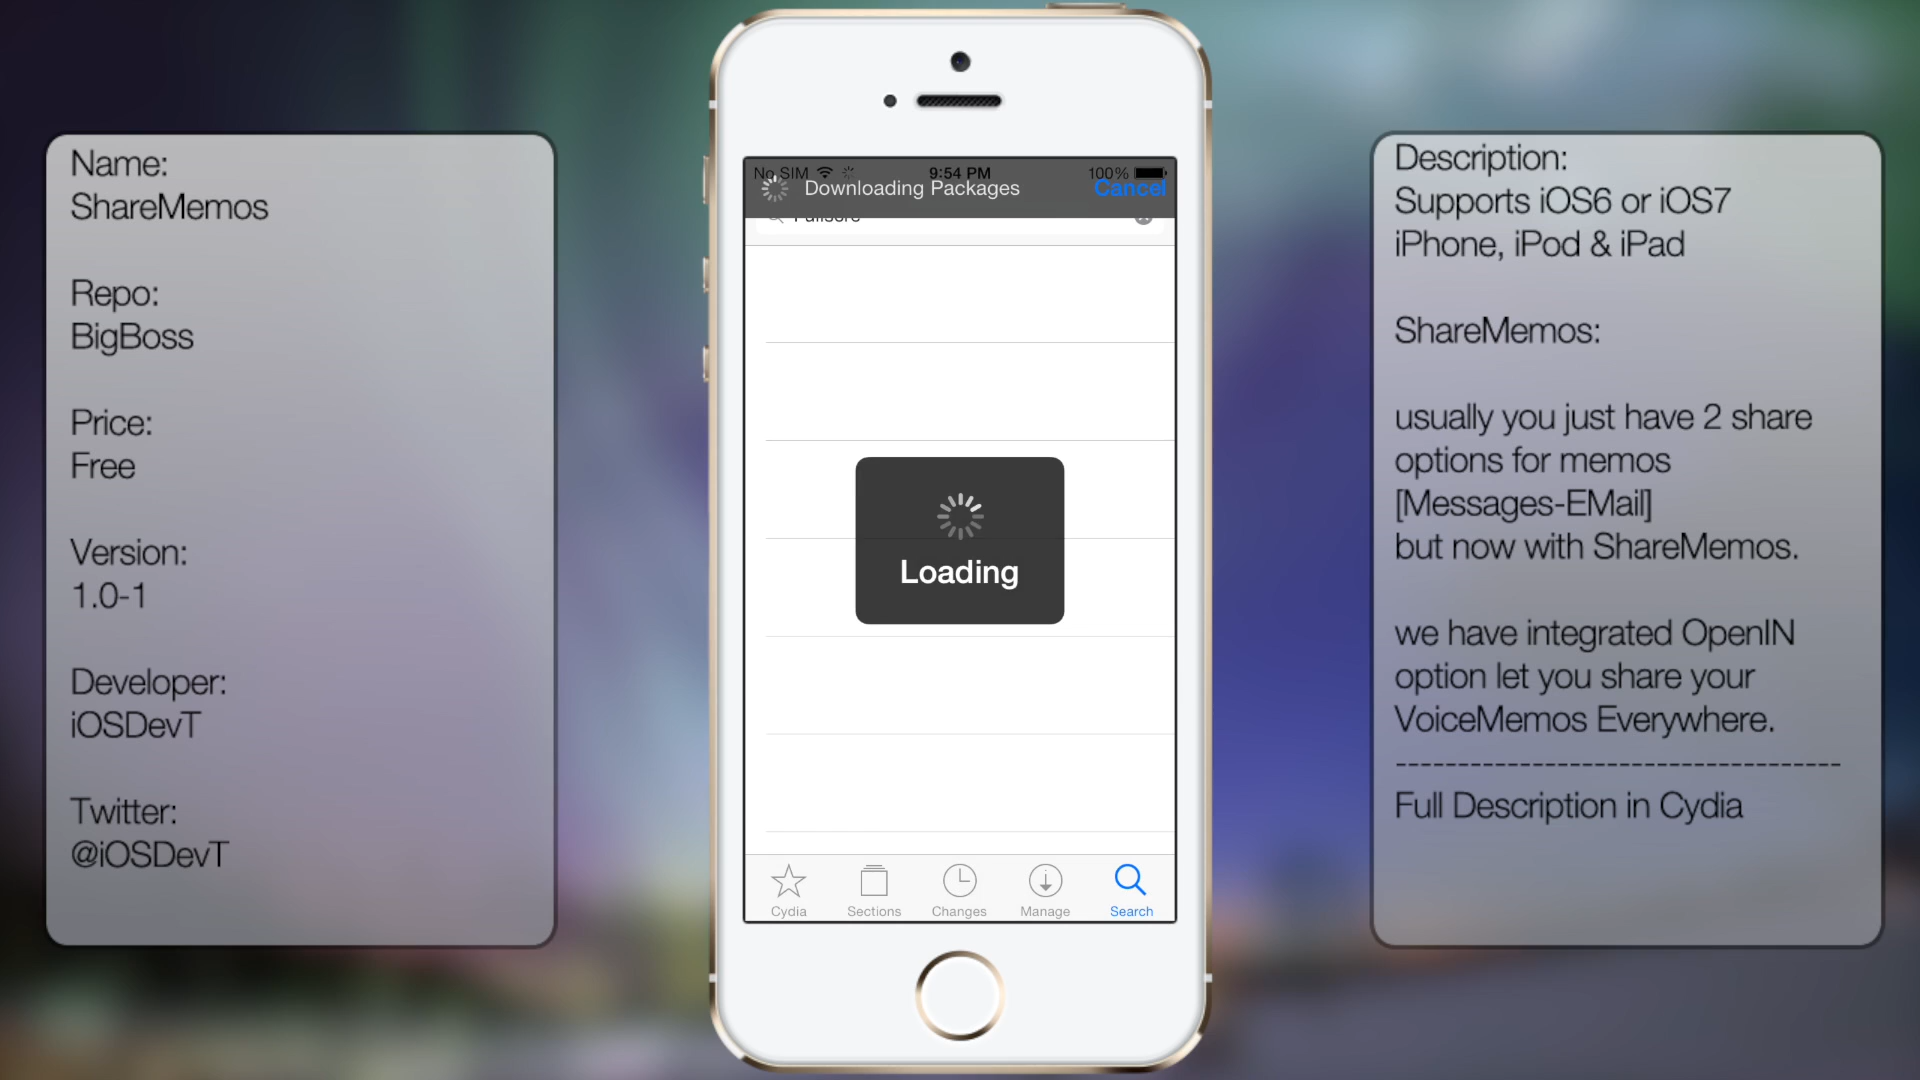 Name:
ShareMemos
Repo:
BigBoss
Price:
Free
Version:
1.0-1
Developer:
iOSDevT
Twitter:
@iOSDevT
No SIM 9:54 PM 100%
Downloading Packages Cancel
Loading
Cydia Sections Changes Manage Search
Description:
Supports iOS6 or iOS7
iPhone, iPod & iPad
ShareMemos:
usually you just have 2 share
options for memos
[Messages-EMail]
but now with ShareMemos.
we have integrated OpenIN
option let you share your
VoiceMemos Everywhere.
------------------------------------
Full Description in Cydia